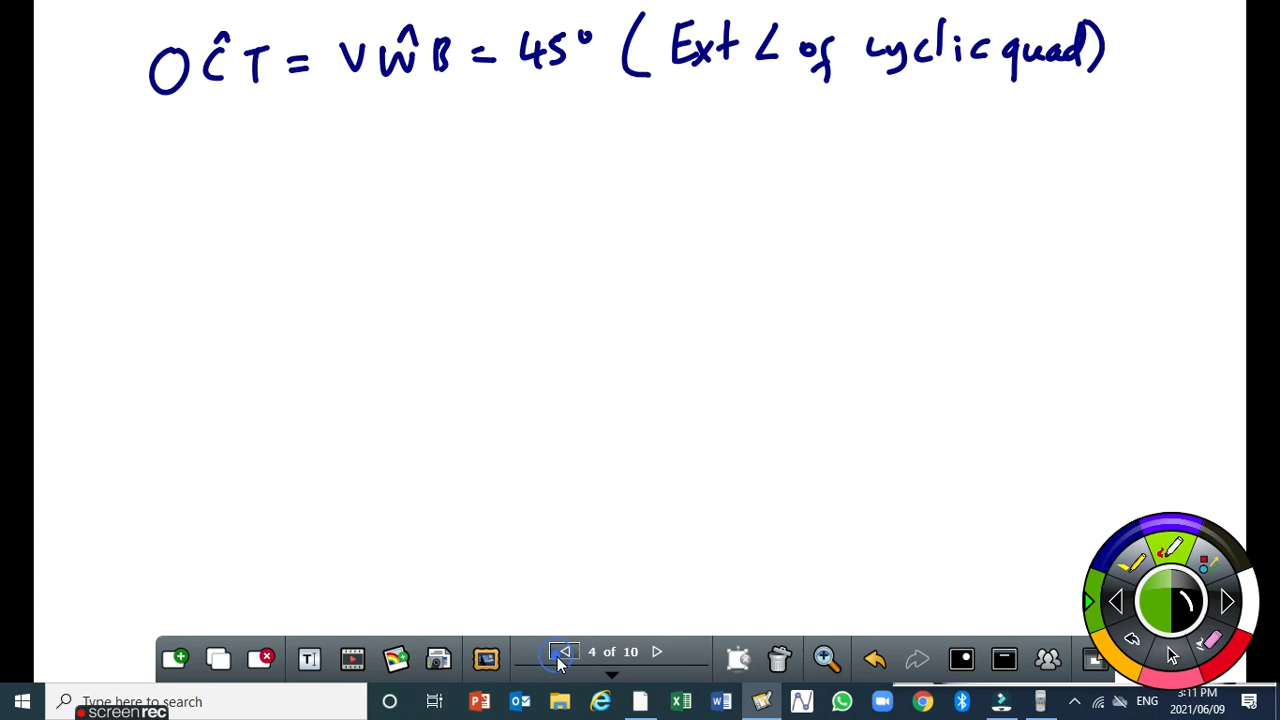 OĈT = VŴB = 45° (Ext ∠ of cyclic quad)
4 of 10
Type here to search
screenrec
ENG
3:11 PM
2021/06/09